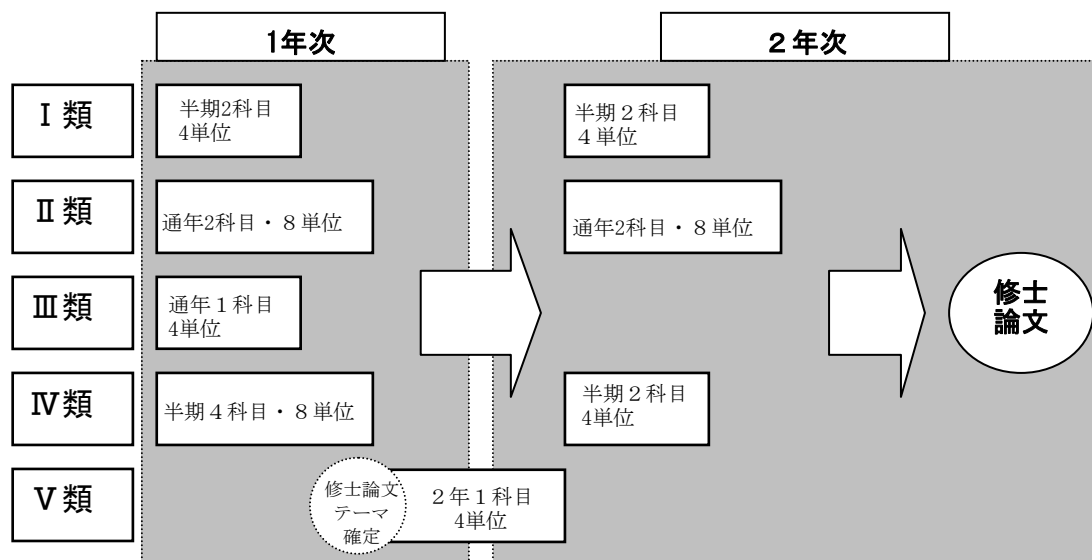 1年次
２年次
Ⅰ類
半期2科目
4単位
半期２科目
４単位
Ⅱ類
通年2科目・８単位
通年2科目・８単位
Ⅲ類
通年１科目
4単位
修士
論文
Ⅳ類
半期４科目・８単位
半期２科目
4単位
Ⅴ類
修士論文
テーマ
確定
２年１科目
4単位